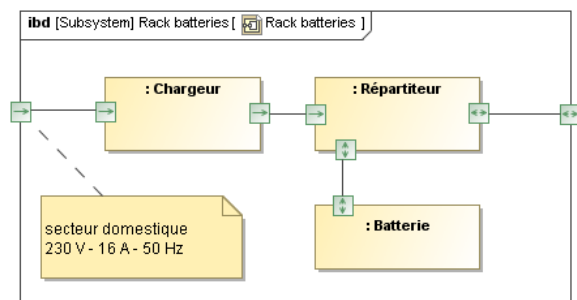 ibd [Subsystem] Rack batteries [ Rack batteries ]
: Chargeur
: Répartiteur
secteur domestique
230 V - 16 A - 50 Hz
: Batterie